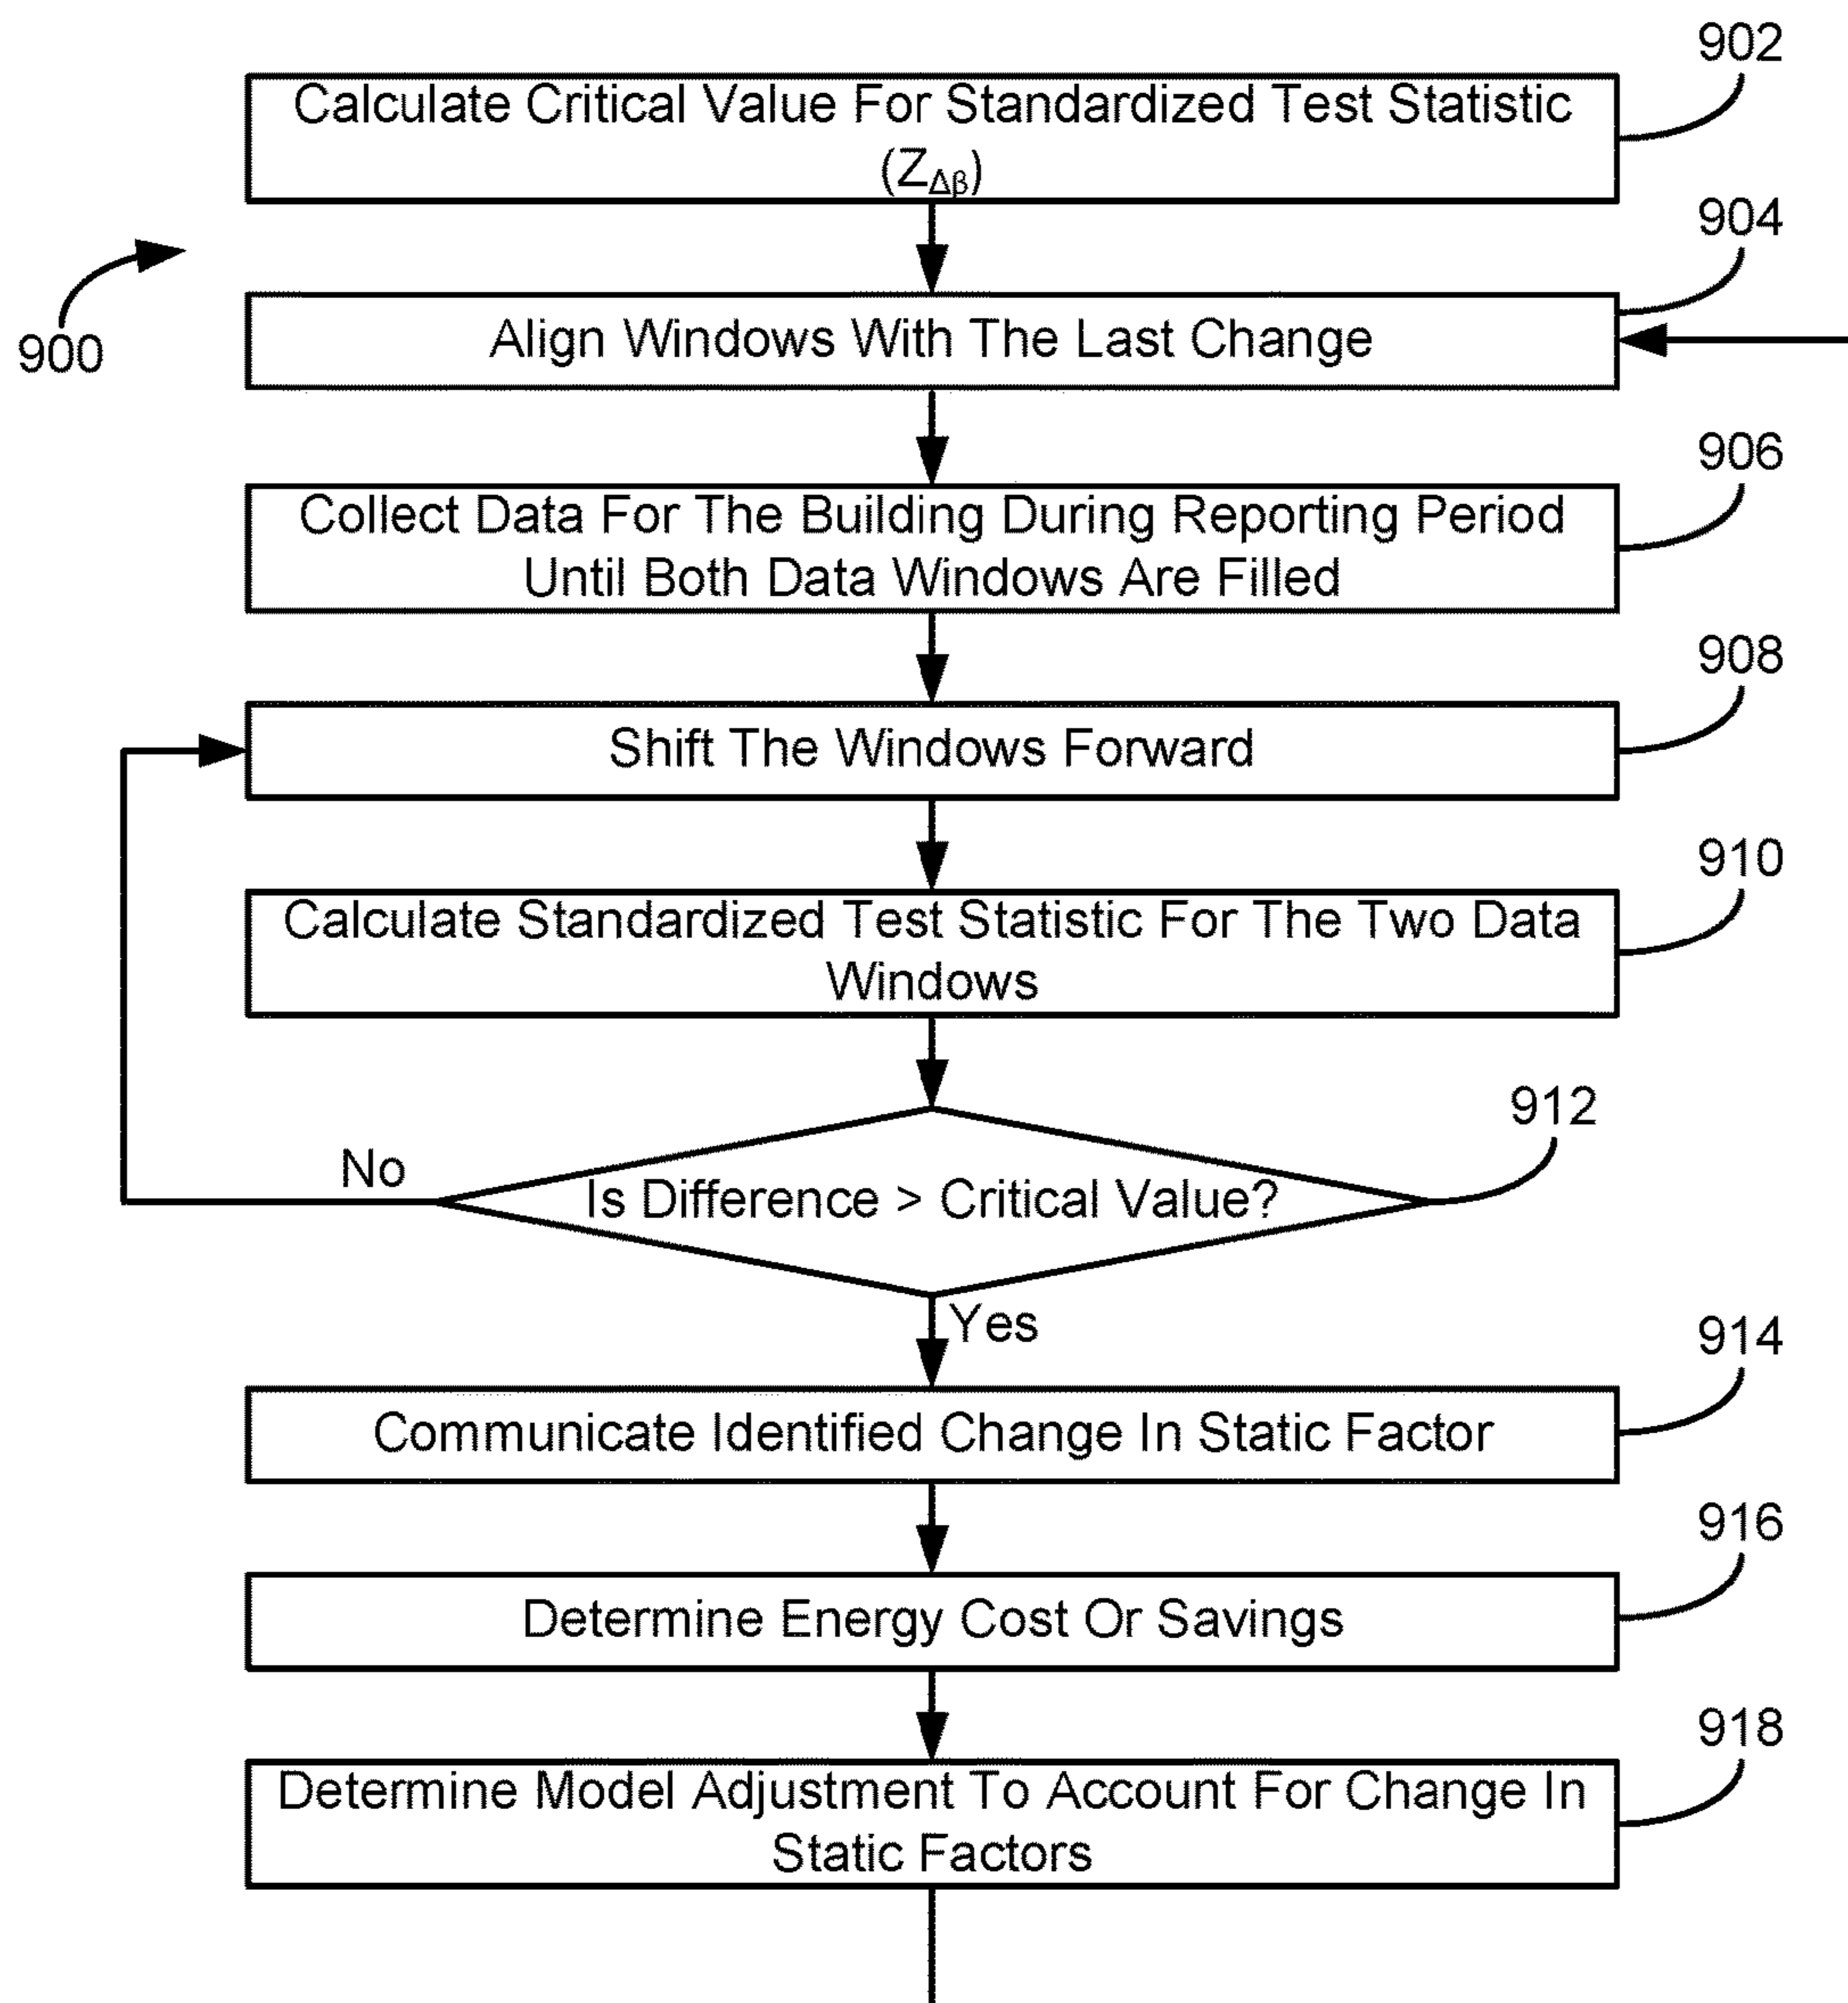 902
Calculate Critical Value For Standardized Test Statistic
(ZΔβ)
904
900
Align Windows With The Last Change
906
Collect Data For The Building During Reporting Period
Until Both Data Windows Are Filled
908
Shift The Windows Forward
910
Calculate Standardized Test Statistic For The Two Data
Windows
912
No
Is Difference > Critical Value?
Yes
914
Communicate Identified Change In Static Factor
916
Determine Energy Cost Or Savings
918
Determine Model Adjustment To Account For Change In
Static Factors